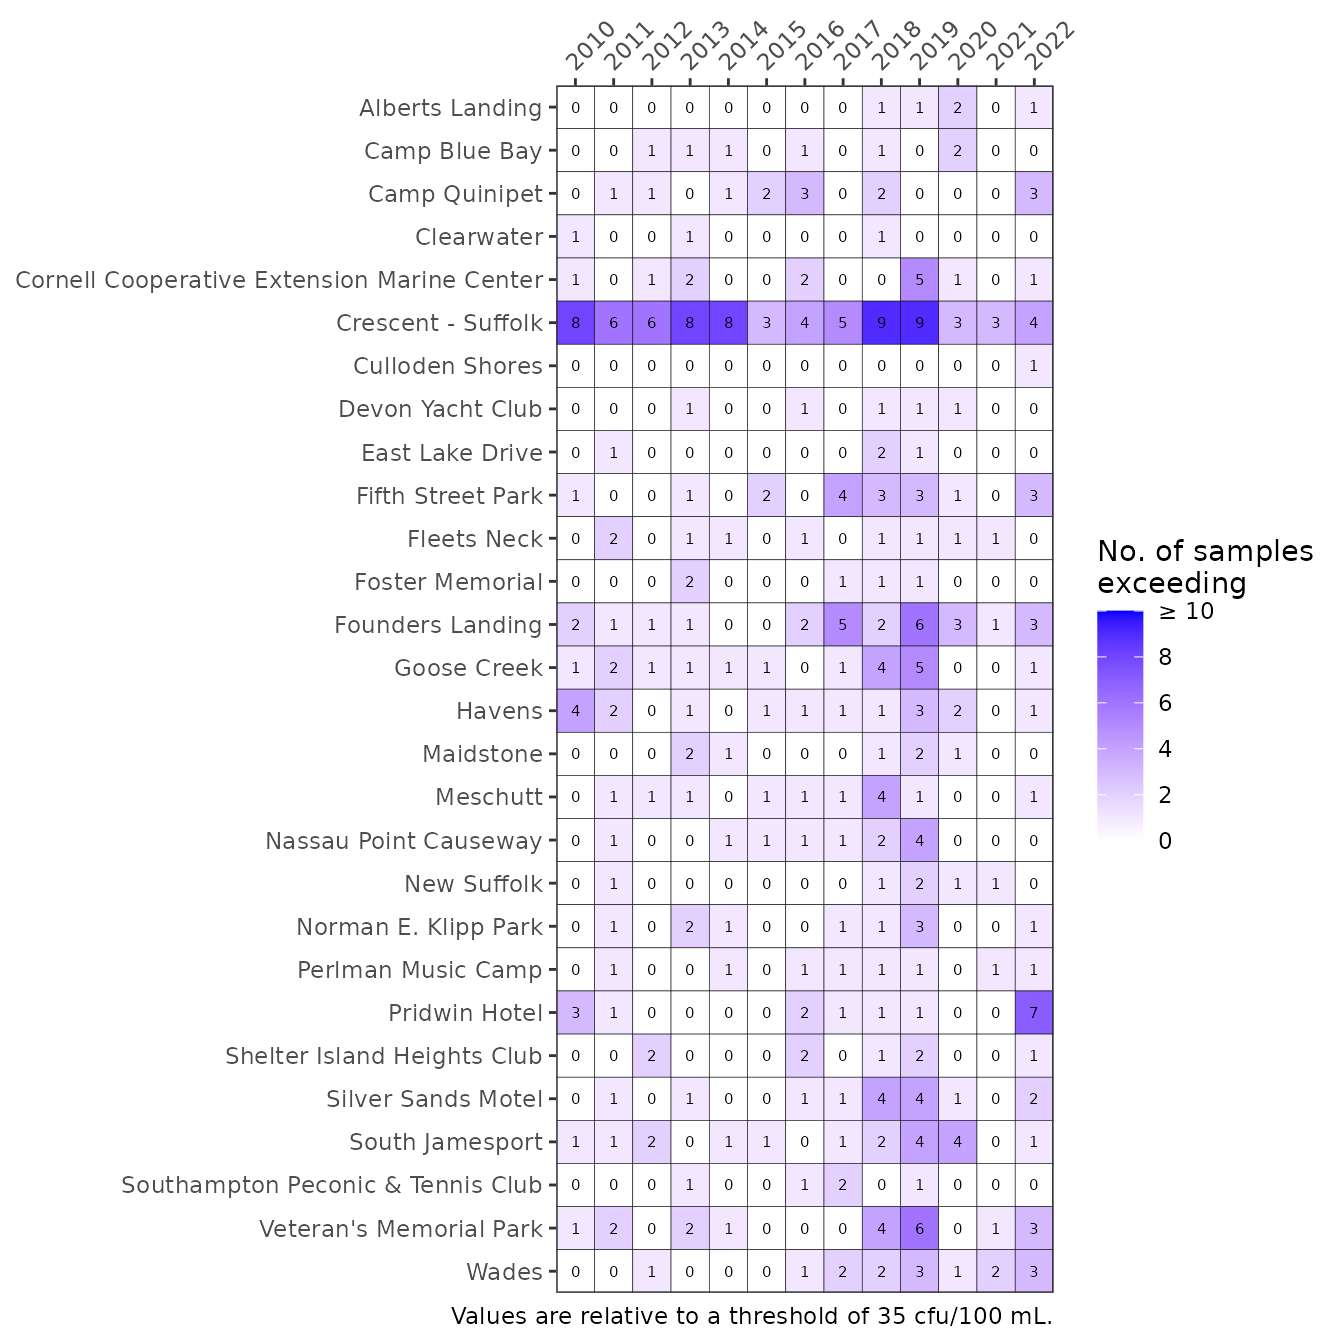 2010 2011 2012 2013 2014 2015 2016 2017 2018 2019 2020 2021 2022
Alberts Landing 0 0 0 0 0 0 0 0 1 1 2 0 1
Camp Blue Bay 0 0 1 1 1 0 1 0 1 0 2 0 0
Camp Quinipet 0 1 1 0 1 2 3 0 2 0 0 0 3
Clearwater 1 0 0 1 0 0 0 0 1 0 0 0 0
Cornell Cooperative Extension Marine Center 1 0 1 2 0 0 2 0 0 5 1 0 1
Crescent - Suffolk 8 6 6 8 8 3 4 5 9 9 3 3 4
Culloden Shores 0 0 0 0 0 0 0 0 0 0 0 0 1
Devon Yacht Club 0 0 0 1 0 0 1 0 1 1 1 0 0
East Lake Drive 0 1 0 0 0 0 0 0 2 1 0 0 0
Fifth Street Park 1 0 0 1 0 2 0 4 3 3 1 0 3
Fleets Neck 0 2 0 1 1 0 1 0 1 1 1 1 0
Foster Memorial 0 0 0 2 0 0 0 1 1 1 0 0 0
Founders Landing 2 1 1 1 0 0 2 5 2 6 3 1 3
Goose Creek 1 2 1 1 1 1 0 1 4 5 0 0 1
Havens 4 2 0 1 0 1 1 1 1 3 2 0 1
Maidstone 0 0 0 2 1 0 0 0 1 2 1 0 0
Meschutt 0 1 1 1 0 1 1 1 4 1 0 0 1
Nassau Point Causeway 0 1 0 0 1 1 1 1 2 4 0 0 0
New Suffolk 0 1 0 0 0 0 0 0 1 2 1 1 0
Norman E. Klipp Park 0 1 0 2 1 0 0 1 1 3 0 0 1
Perlman Music Camp 0 1 0 0 1 0 1 1 1 1 0 1 1
Pridwin Hotel 3 1 0 0 0 0 2 1 1 1 0 0 7
Shelter Island Heights Club 0 0 2 0 0 0 2 0 1 2 0 0 1
Silver Sands Motel 0 1 0 1 0 0 1 1 4 4 1 0 2
South Jamesport 1 1 2 0 1 1 0 1 2 4 4 0 1
Southampton Peconic & Tennis Club 0 0 0 1 0 0 1 2 0 1 0 0 0
Veteran's Memorial Park 1 2 0 2 1 0 0 0 4 6 0 1 3
Wades 0 0 1 0 0 0 1 2 2 3 1 2 3
Values are relative to a threshold of 35 cfu/100 mL.
No. of samples
exceeding
≥ 10
8
6
4
2
0